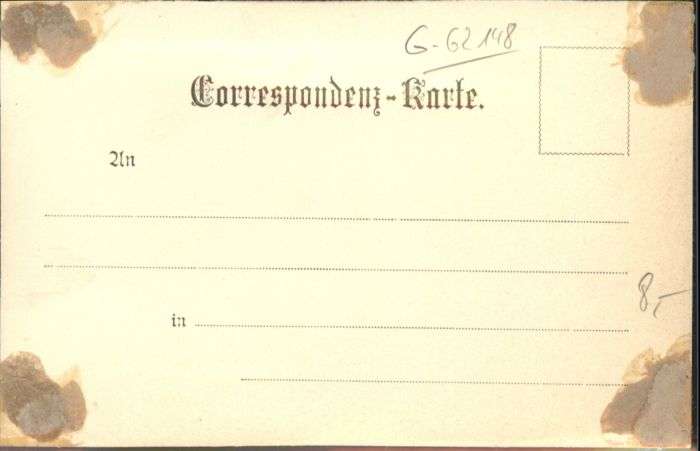 G-62148
Correspondenz-Karte.
An
in
8,-